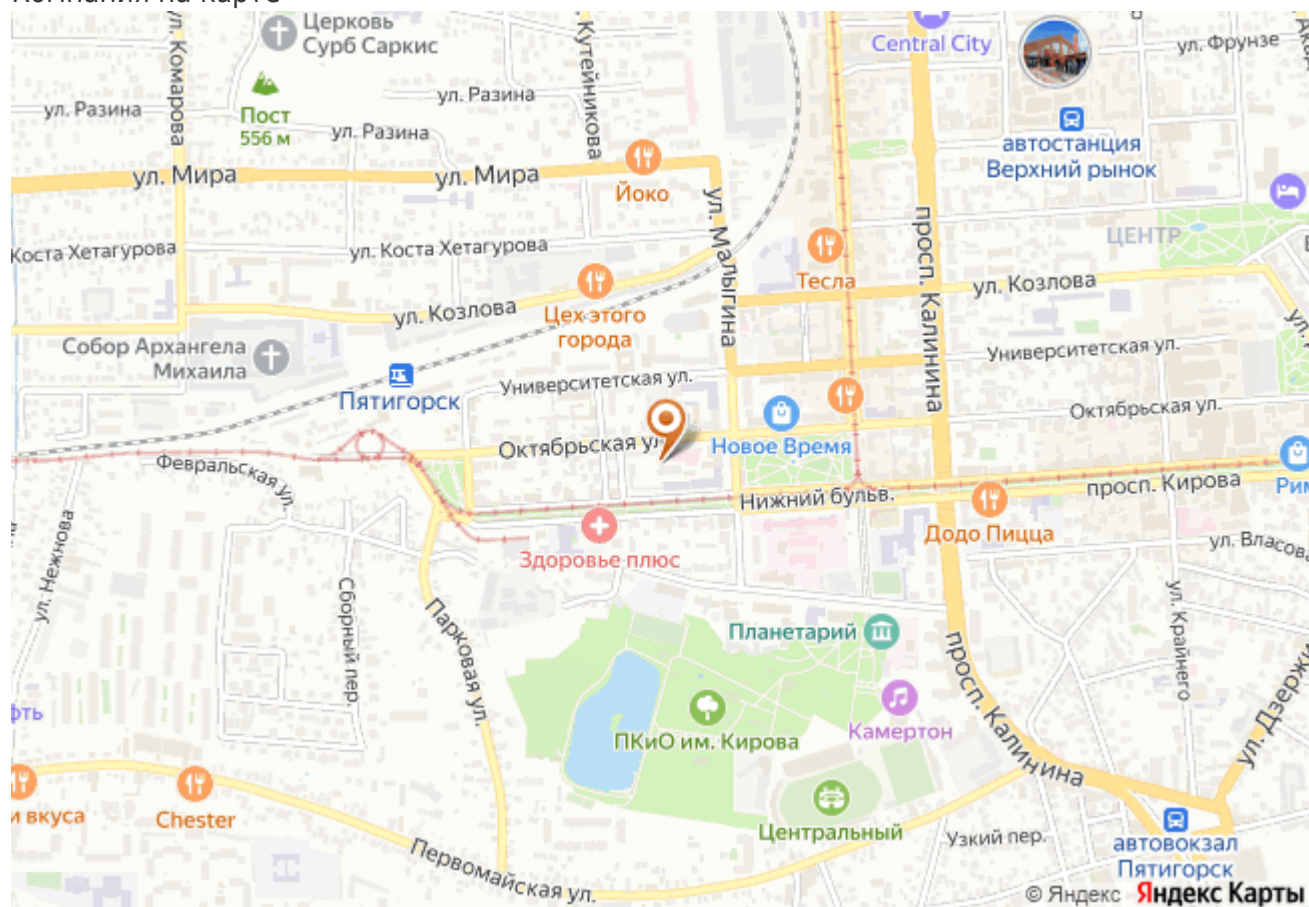 Компания на карте
Церковь
Сурб Саркис
ул. Комарова
Кутейникова
Central City
ул. Фрунзе
ул. Разина
Пост
556 м
ул. Разина
ул. Разина
автостанция
Верхний рынок
ул. Мира
ул. Мира
Йоко
ул. Малыгина
просп. Калинина
ЦЕНТР
Коста Хетагурова
ул. Коста Хетагурова
Тесла
ул. Козлова
ул. Козлова
Цех этого
города
Собор Архангела
Михаила
Университетская ул.
Университетская ул.
Пятигорск
Октябрьская ул.
Октябрьская ул
Новое Время
Февральская ул.
Нижний бульв.
просп. Кирова
Додо Пицца
ул. Нежнова
Здоровье плюс
ул. Власов
Сборный пер.
Парковая ул.
Планетарий
ул. Крайнего
просп. Калинина
ул. Дзержи
Камертон
ПКиО им. Кирова
и вкуса
Chester
Центральный
Узкий пер.
автовокзал
Пятигорск
Первомайская ул.
© Яндекс Яндекс Карты